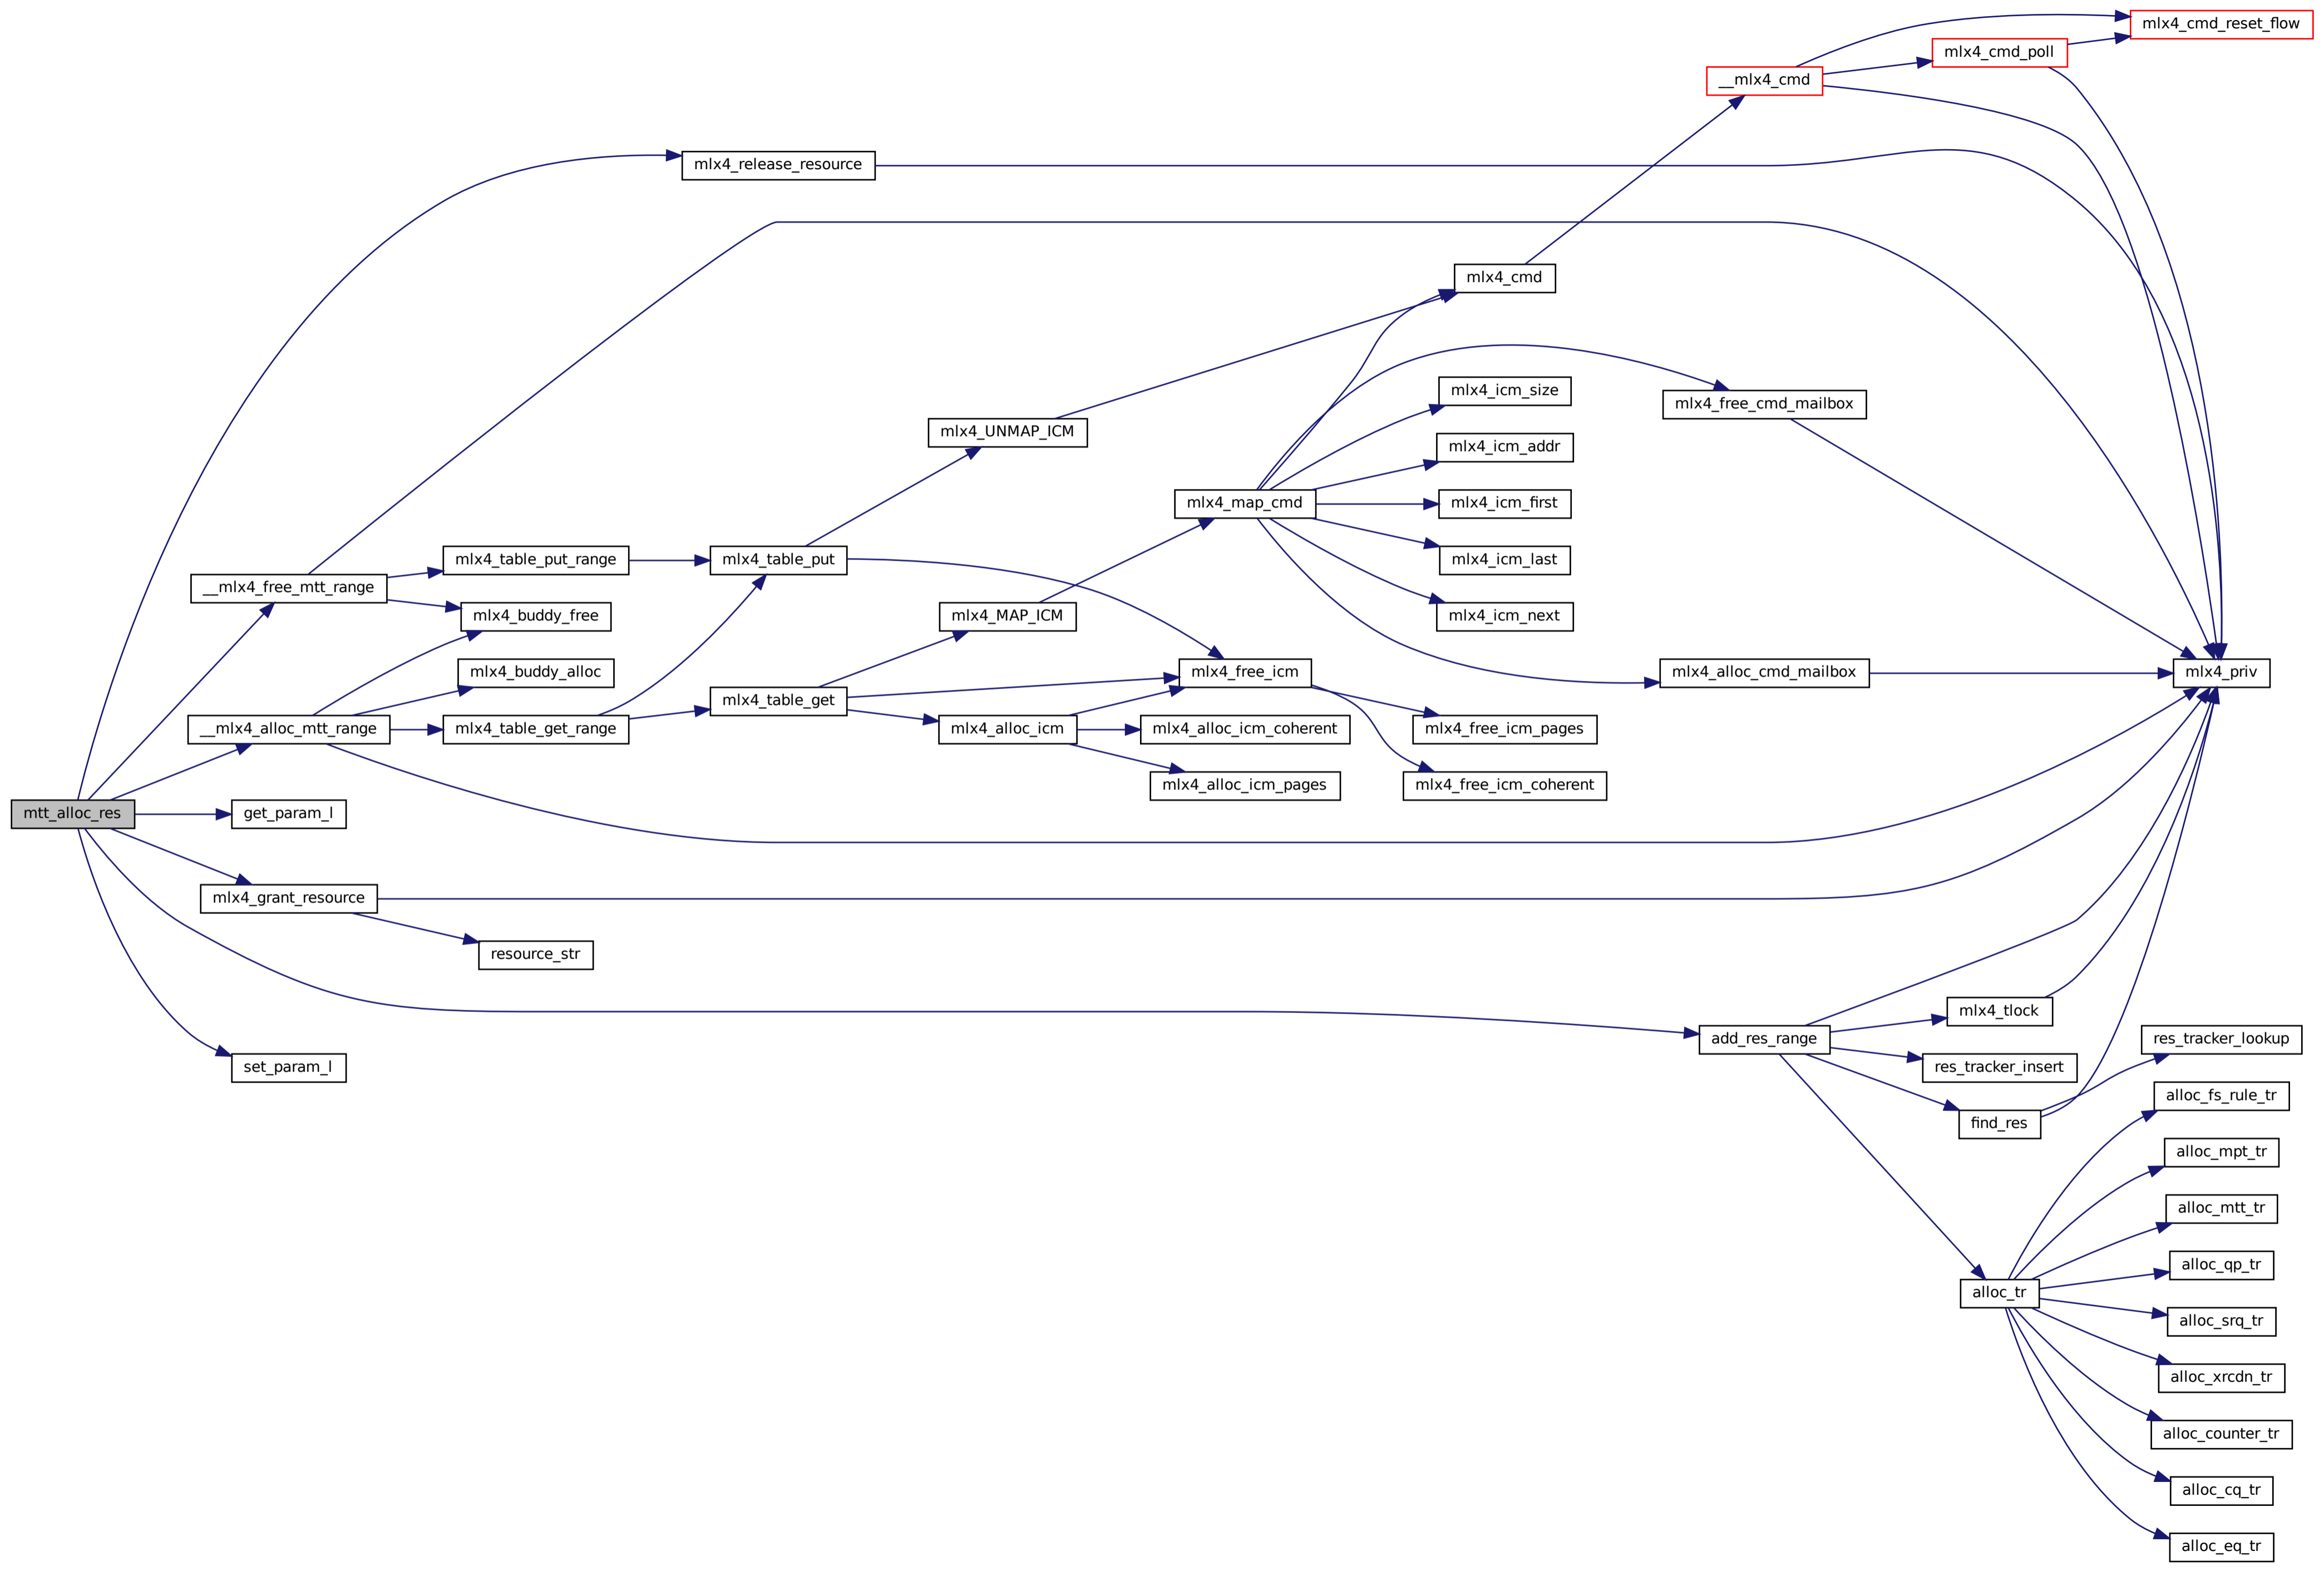 mlx4_cmd_reset_flow
mlx4_cmd_poll
__mlx4_cmd
mlx4_release_resource
mlx4_cmd
mlx4_icm_size
mlx4_free_cmd_mailbox
mlx4_UNMAP_ICM
mlx4_icm_addr
mlx4_map_cmd
mlx4_icm_first
mlx4_table_put_range
mlx4_table_put
mlx4_icm_last
__mlx4_free_mtt_range
mlx4_buddy_free
mlx4_MAP_ICM
mlx4_icm_next
mlx4_buddy_alloc
mlx4_free_icm
mlx4_alloc_cmd_mailbox
mlx4_priv
mlx4_table_get
__mlx4_alloc_mtt_range
mlx4_table_get_range
mlx4_alloc_icm
mlx4_alloc_icm_coherent
mlx4_free_icm_pages
mlx4_alloc_icm_pages
mlx4_free_icm_coherent
mtt_alloc_res
get_param_l
mlx4_grant_resource
resource_str
mlx4_tlock
add_res_range
res_tracker_lookup
set_param_l
res_tracker_insert
alloc_fs_rule_tr
find_res
alloc_mpt_tr
alloc_mtt_tr
alloc_qp_tr
alloc_tr
alloc_srq_tr
alloc_xrcdn_tr
alloc_counter_tr
alloc_cq_tr
alloc_eq_tr